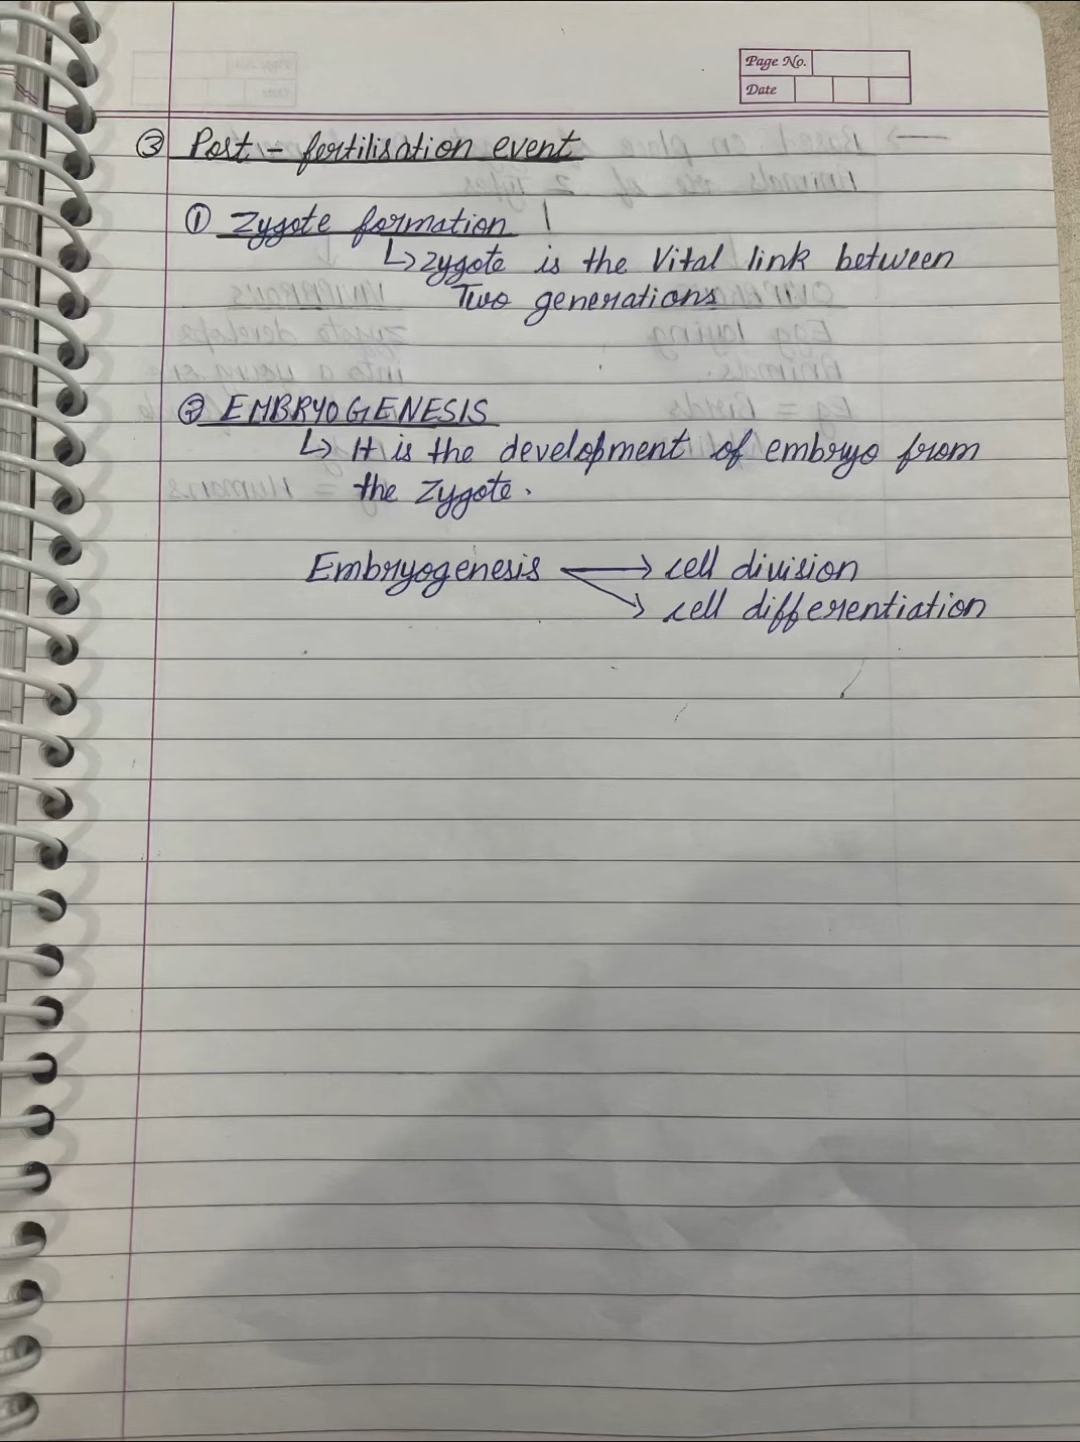 Page No.
Date
③ Post - fertilisation event
① Zygote formation
↳ zygote is the Vital link between
Two generations
② EMBRYOGENESIS
↳ It is the development of embryo from
the Zygote.
Embryogenesis → cell division
→ cell differentiation